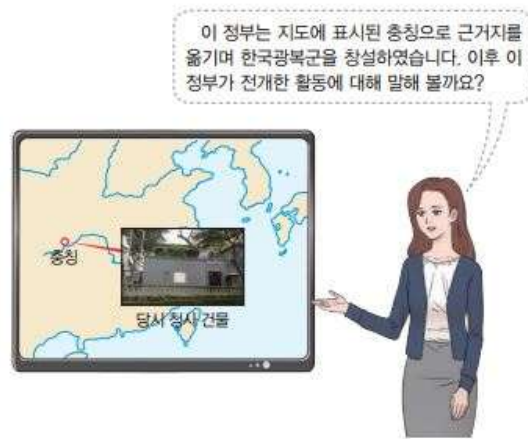 이 정부는 지도에 표시된 충칭으로 근거지를
옮기며 한국광복군을 창설하였습니다. 이후 이
정부가 전개한 활동에 대해 말해 볼까요?
충칭
당시 청사 건물